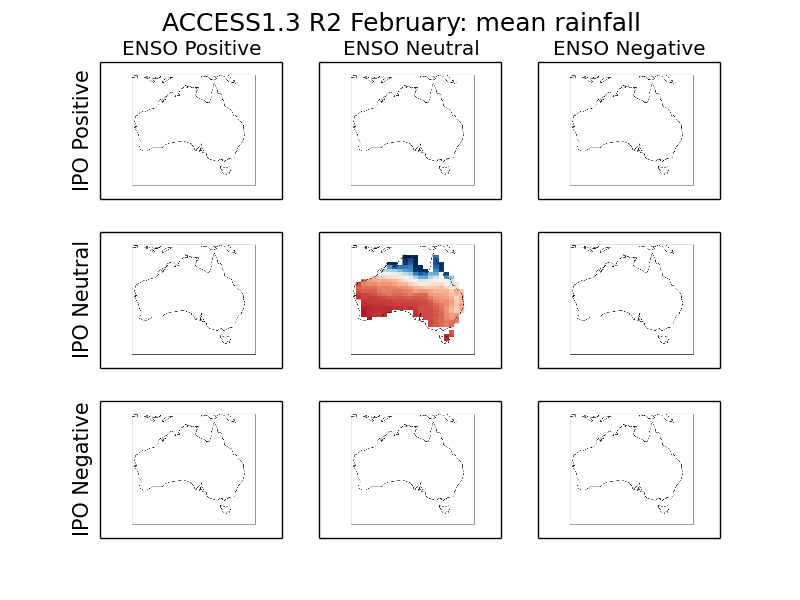 ACCESS1.3 R2 February: mean rainfall
ENSO Positive
ENSO Neutral
ENSO Negative
IPO Positive
IPO Neutral
IPO Negative